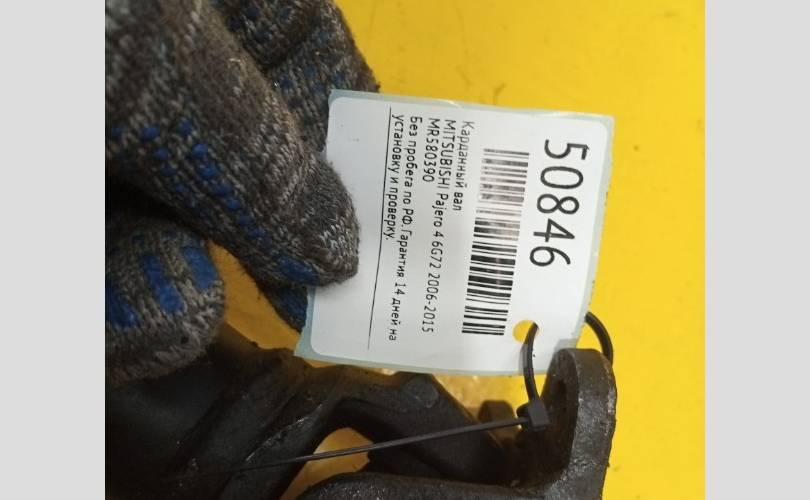 50846
Карданный вал
MITSUBISHI Pajero 4 6G72 2006-2015
MR580390
Без пробега по РФ. Гарантия 14 дней на
установку и проверку.